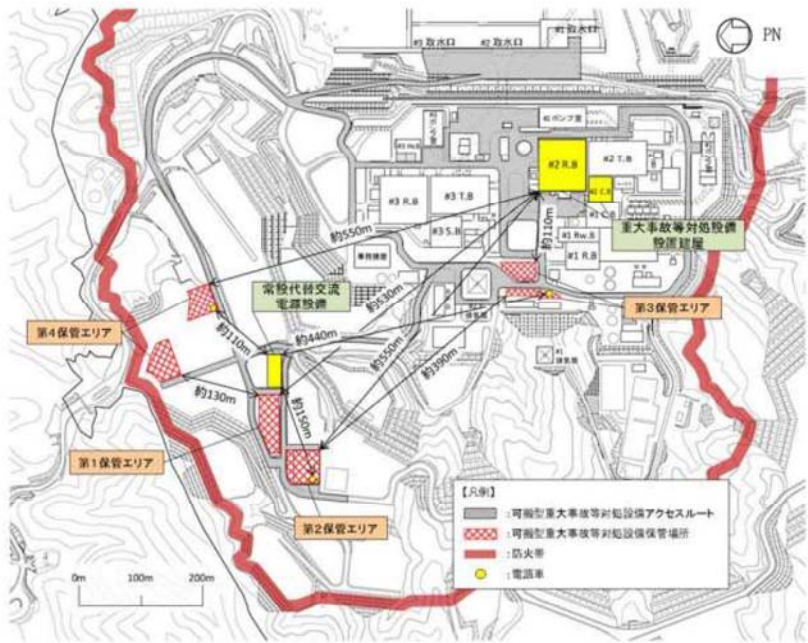 #3 取水口
#2 取水口
#1 取水口
PN
#2 ポンプ室
#2 R.B
#2 T.B
#3 R.B
#3 T.B
#3 S.B
#1 Rw.B
#1 R.B
重大事故等対処設備
設置建屋
事務建屋
約550m
約110m
常設代替交流
電源設備
約530m
第3保管エリア
第4保管エリア
約110m
約440m
約550m
約390m
約130m
約150m
第1保管エリア
第2保管エリア
【凡例】
:可搬型重大事故等対処設備アクセスルート
:可搬型重大事故等対処設備保管場所
:防火帯
:電源車
0m
100m
200m